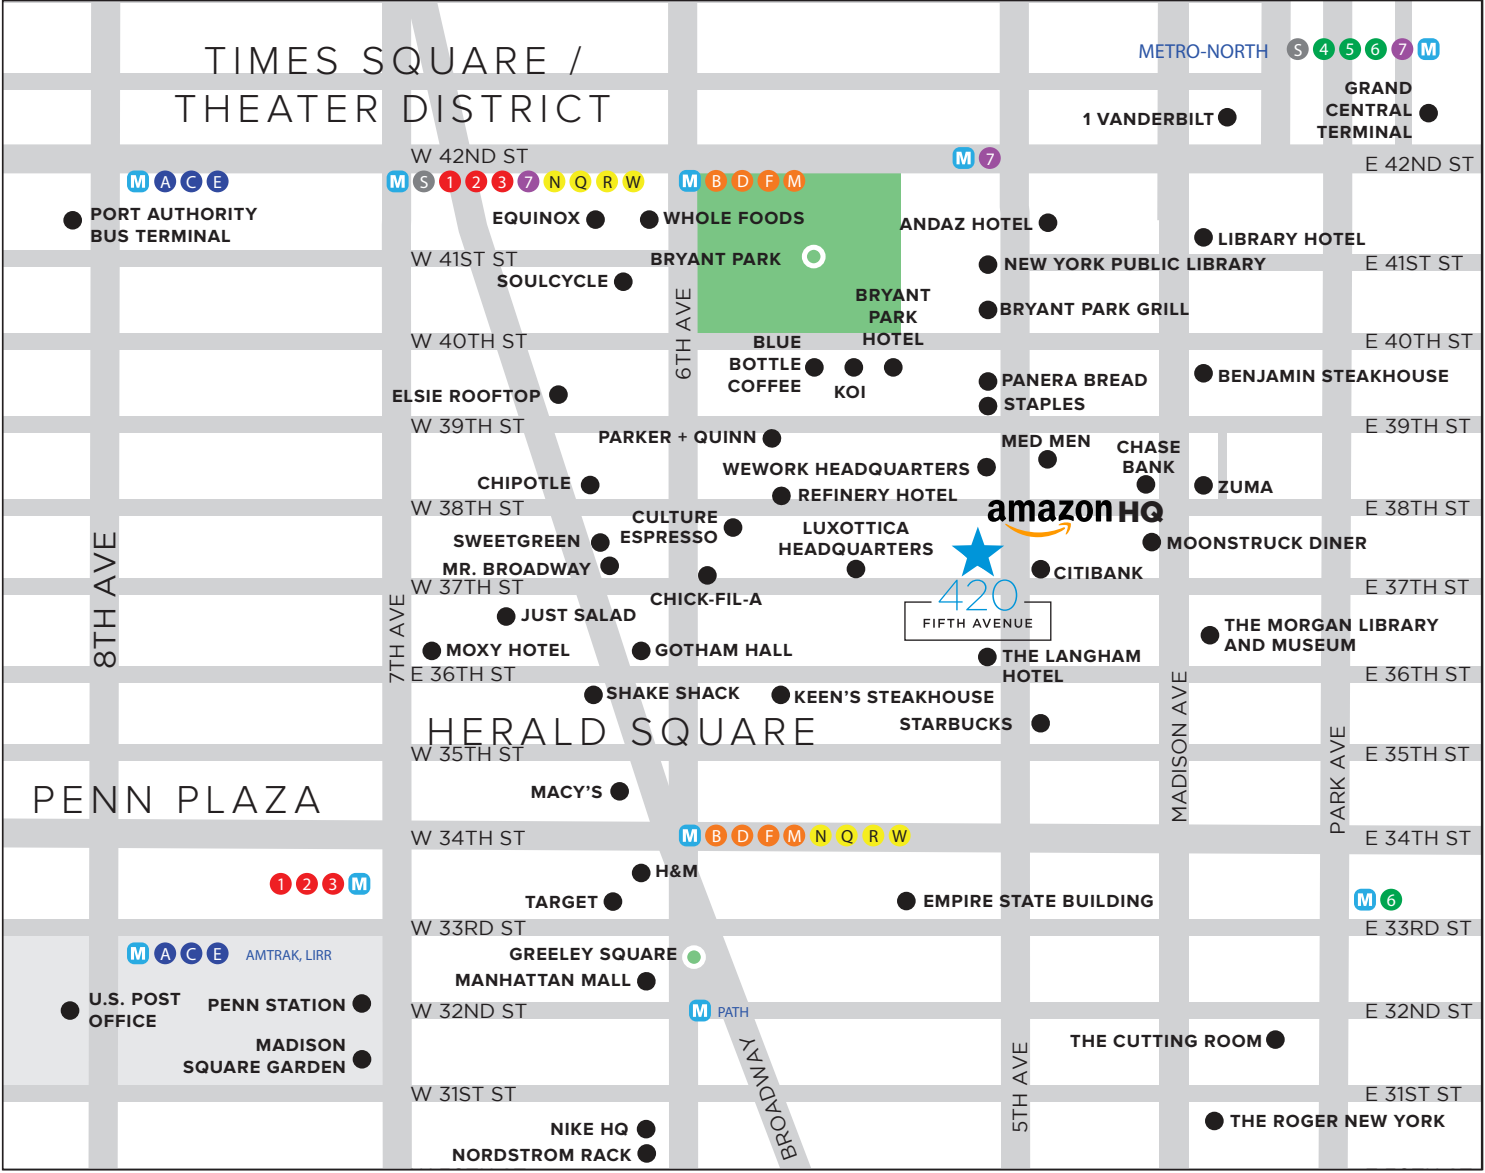 TIMES SQUARE /
THEATER DISTRICT
METRO-NORTH S 4 5 6 7 M
GRAND
CENTRAL
TERMINAL
1 VANDERBILT
W 42ND ST
M 7
E 42ND ST
M A C E
M S 1 2 3 7 N Q R W
M B D F M
PORT AUTHORITY
BUS TERMINAL
EQUINOX
WHOLE FOODS
ANDAZ HOTEL
LIBRARY HOTEL
W 41ST ST
BRYANT PARK
NEW YORK PUBLIC LIBRARY
E 41ST ST
SOULCYCLE
6TH AVE
BRYANT
PARK
HOTEL
BRYANT PARK GRILL
W 40TH ST
E 40TH ST
BLUE
BOTTLE
COFFEE
KOI
PANERA BREAD
STAPLES
BENJAMIN STEAKHOUSE
ELSIE ROOFTOP
W 39TH ST
E 39TH ST
PARKER + QUINN
MED MEN
CHASE
BANK
WEWORK HEADQUARTERS
CHIPOTLE
REFINERY HOTEL
ZUMA
W 38TH ST
amazon HQ
E 38TH ST
CULTURE
ESPRESSO
LUXOTTICA
HEADQUARTERS
SWEETGREEN
MOONSTRUCK DINER
MR. BROADWAY
CITIBANK
8TH AVE
W 37TH ST
E 37TH ST
CHICK-FIL-A
420
FIFTH AVENUE
7TH AVE
JUST SALAD
THE MORGAN LIBRARY
AND MUSEUM
MOXY HOTEL
GOTHAM HALL
THE LANGHAM
HOTEL
E 36TH ST
E 36TH ST
SHAKE SHACK
KEEN'S STEAKHOUSE
STARBUCKS
HERALD SQUARE
MADISON AVE
PARK AVE
W 35TH ST
E 35TH ST
MACY'S
PENN PLAZA
W 34TH ST
M B D F M N Q R W
E 34TH ST
H&M
1 2 3 M
TARGET
EMPIRE STATE BUILDING
M 6
W 33RD ST
E 33RD ST
M A C E AMTRAK, LIRR
GREELEY SQUARE
MANHATTAN MALL
U.S. POST
OFFICE
PENN STATION
W 32ND ST
M PATH
E 32ND ST
MADISON
SQUARE GARDEN
THE CUTTING ROOM
BROADWAY
5TH AVE
W 31ST ST
E 31ST ST
THE ROGER NEW YORK
NIKE HQ
NORDSTROM RACK